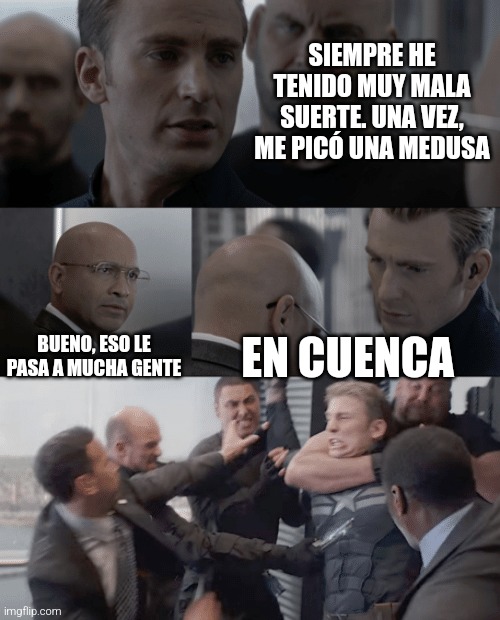 SIEMPRE HE
TENIDO MUY MALA
SUERTE. UNA VEZ,
ME PICÓ UNA MEDUSA
BUENO, ESO LE
PASA A MUCHA GENTE
EN CUENCA
imgflip.com